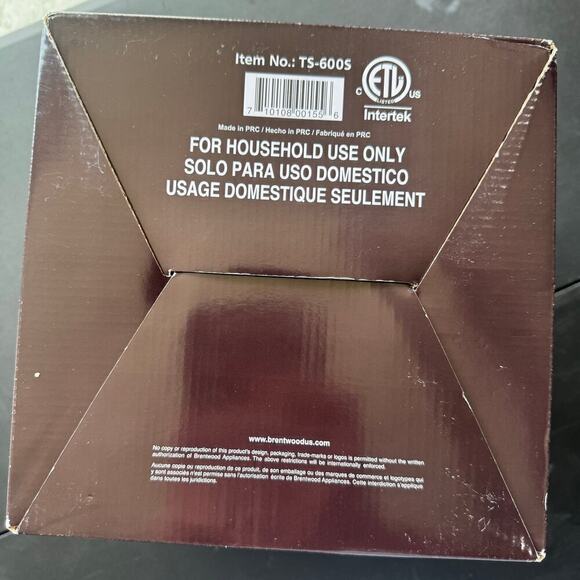 Item No.: TS-600S
7 10108 00155 6
C ETL US
LISTED
Intertek
Made in PRC / Hecho in PRC / Fabriqué en PRC
FOR HOUSEHOLD USE ONLY
SOLO PARA USO DOMESTICO
USAGE DOMESTIQUE SEULEMENT
www.brentwoodus.com
No copy or reproduction of this product's design, packaging, trade-marks or logos is permitted without the written
authorization of Brentwood Appliances. The above restrictions will be internationally enforced.
Aucune copie ou reproduction de ce produit, de son emballage ou des marques de commerce et logotypes qui
y sont associés n'est permise sans l'autorisation écrite de Brentwood Appliances. Cette interdiction s'applique
dans toutes les juridictions.